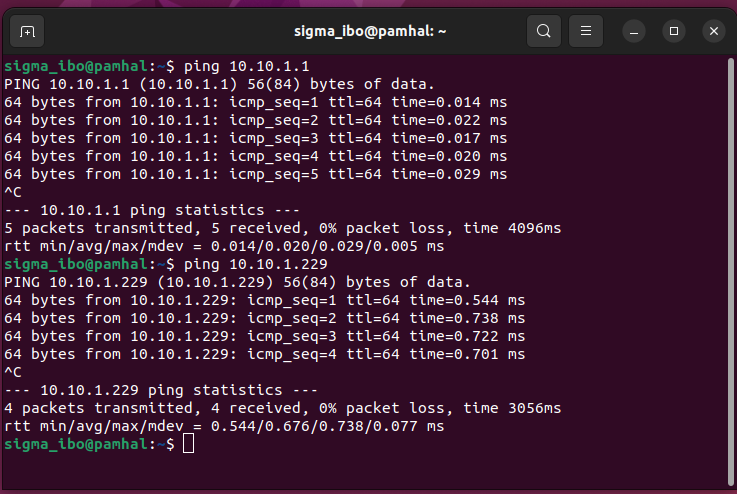 sigma_ibo@pamhal: ~
sigma_ibo@pamhal:~$ ping 10.10.1.1
PING 10.10.1.1 (10.10.1.1) 56(84) bytes of data.
64 bytes from 10.10.1.1: icmp_seq=1 ttl=64 time=0.014 ms
64 bytes from 10.10.1.1: icmp_seq=2 ttl=64 time=0.022 ms
64 bytes from 10.10.1.1: icmp_seq=3 ttl=64 time=0.017 ms
64 bytes from 10.10.1.1: icmp_seq=4 ttl=64 time=0.020 ms
64 bytes from 10.10.1.1: icmp_seq=5 ttl=64 time=0.029 ms
^C
--- 10.10.1.1 ping statistics ---
5 packets transmitted, 5 received, 0% packet loss, time 4096ms
rtt min/avg/max/mdev = 0.014/0.020/0.029/0.005 ms
sigma_ibo@pamhal:~$ ping 10.10.1.229
PING 10.10.1.229 (10.10.1.229) 56(84) bytes of data.
64 bytes from 10.10.1.229: icmp_seq=1 ttl=64 time=0.544 ms
64 bytes from 10.10.1.229: icmp_seq=2 ttl=64 time=0.738 ms
64 bytes from 10.10.1.229: icmp_seq=3 ttl=64 time=0.722 ms
64 bytes from 10.10.1.229: icmp_seq=4 ttl=64 time=0.701 ms
^C
--- 10.10.1.229 ping statistics ---
4 packets transmitted, 4 received, 0% packet loss, time 3056ms
rtt min/avg/max/mdev = 0.544/0.676/0.738/0.077 ms
sigma_ibo@pamhal:~$